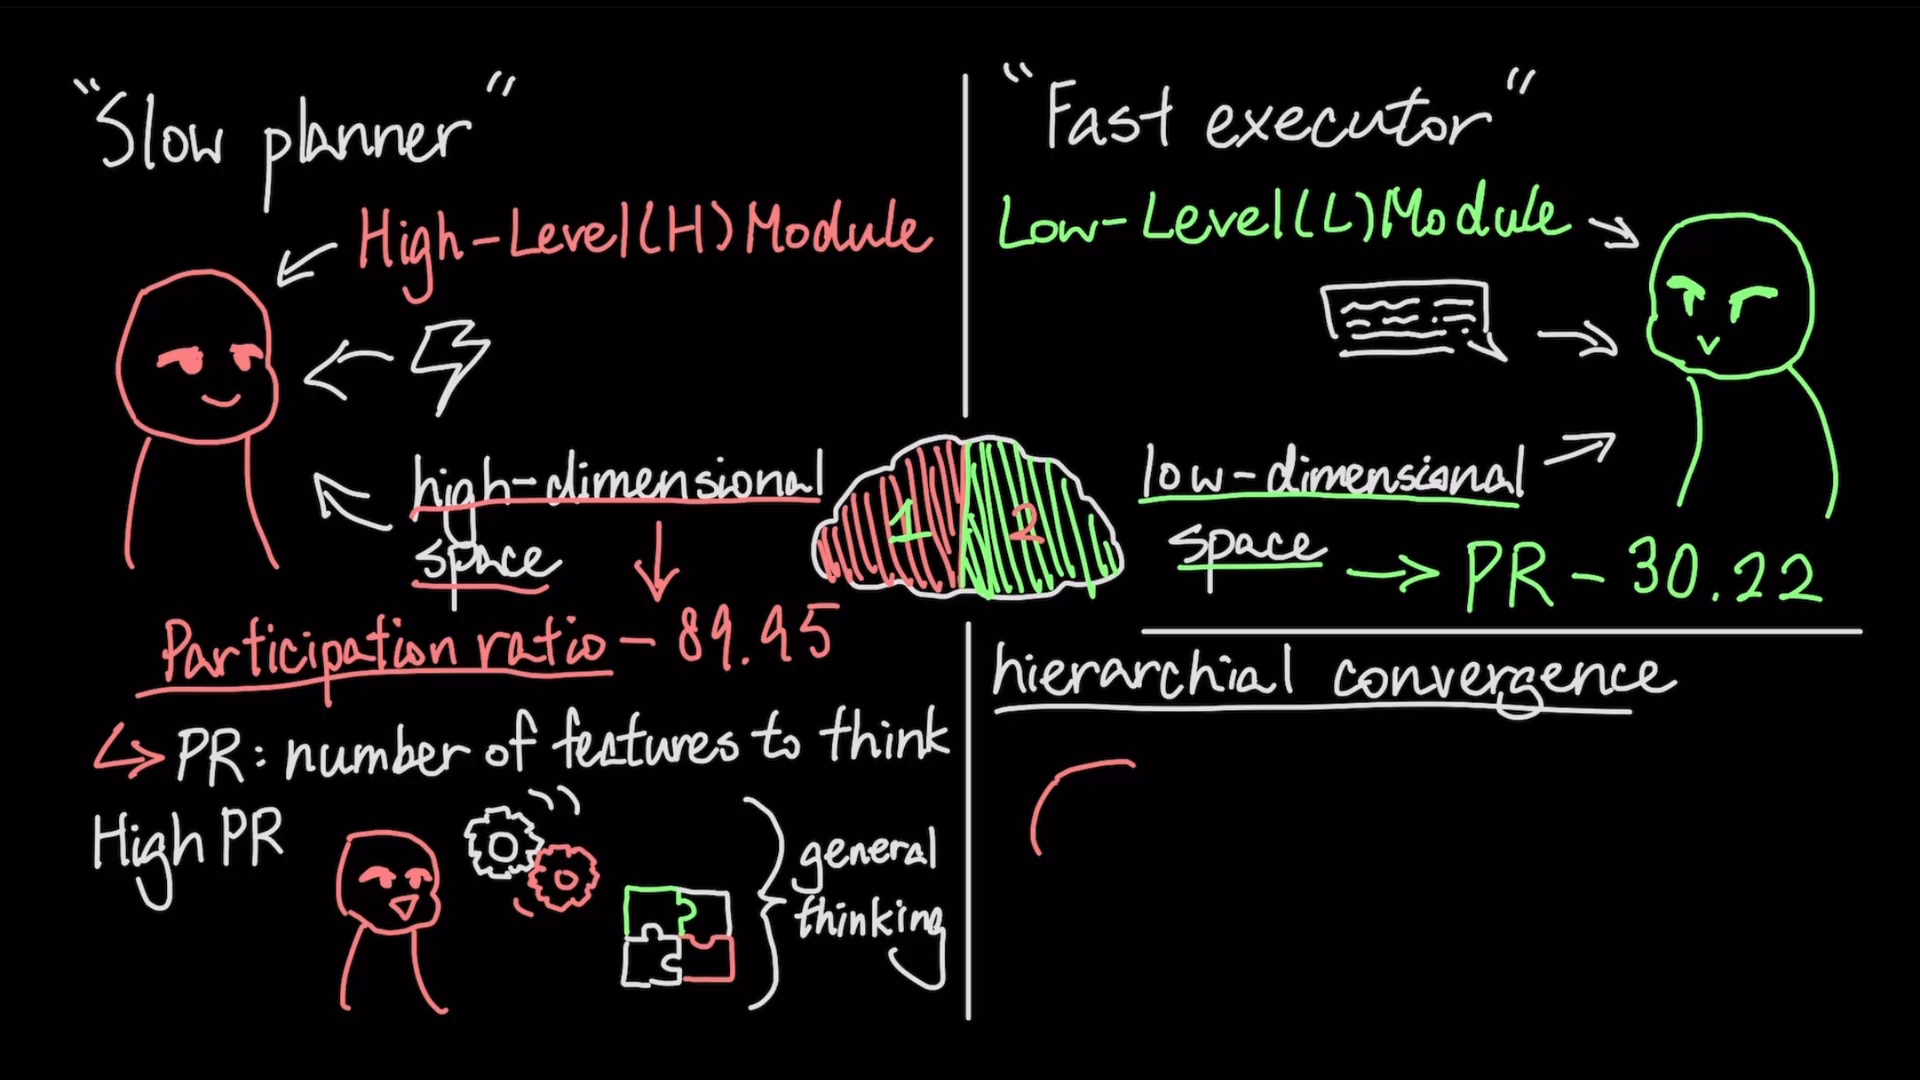 "Slow planner"
High-Level(H)Module
high-dimensional
space
Participation ratio - 89.95
PR: number of features to think
High PR
general
thinking
1
2
"Fast executor"
Low-Level(L)Module
low-dimensional
space
PR - 30.22
hierarchial convergence